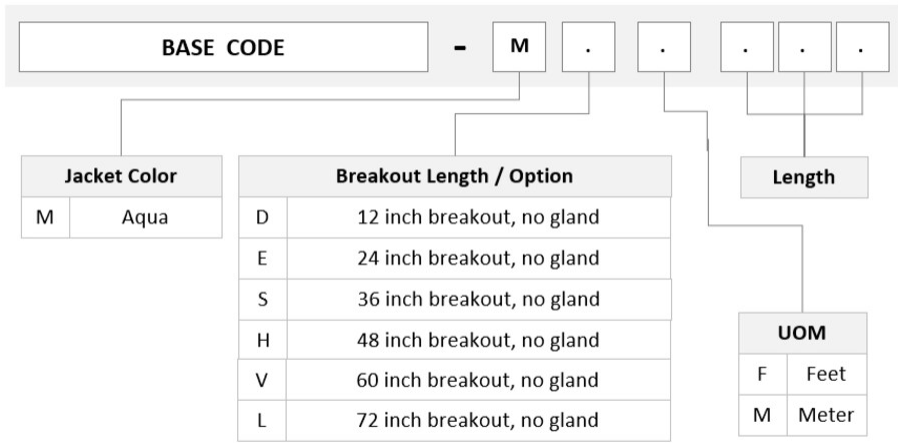 BASE CODE - M . . . . .
Jacket Color
M Aqua
Breakout Length / Option
D 12 inch breakout, no gland
E 24 inch breakout, no gland
S 36 inch breakout, no gland
H 48 inch breakout, no gland
V 60 inch breakout, no gland
L 72 inch breakout, no gland
Length
UOM
F Feet
M Meter